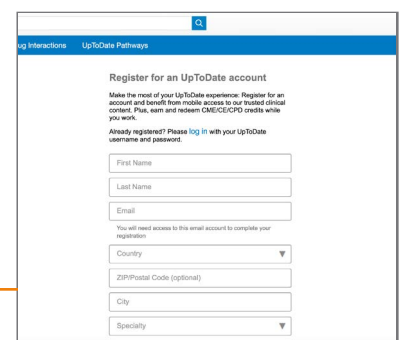 ug Interactions UpToDate Pathways
Register for an UpToDate account
Make the most of your UpToDate experience: Register for an
account and benefit from mobile access to our trusted clinical
content. Plus, earn and redeem CME/CE/CPD credits while
you work.
Already registered? Please log in with your UpToDate
username and password.
First Name
Last Name
Email
You will need access to this email account to complete your
registration
Country
ZIP/Postal Code (optional)
City
Specialty